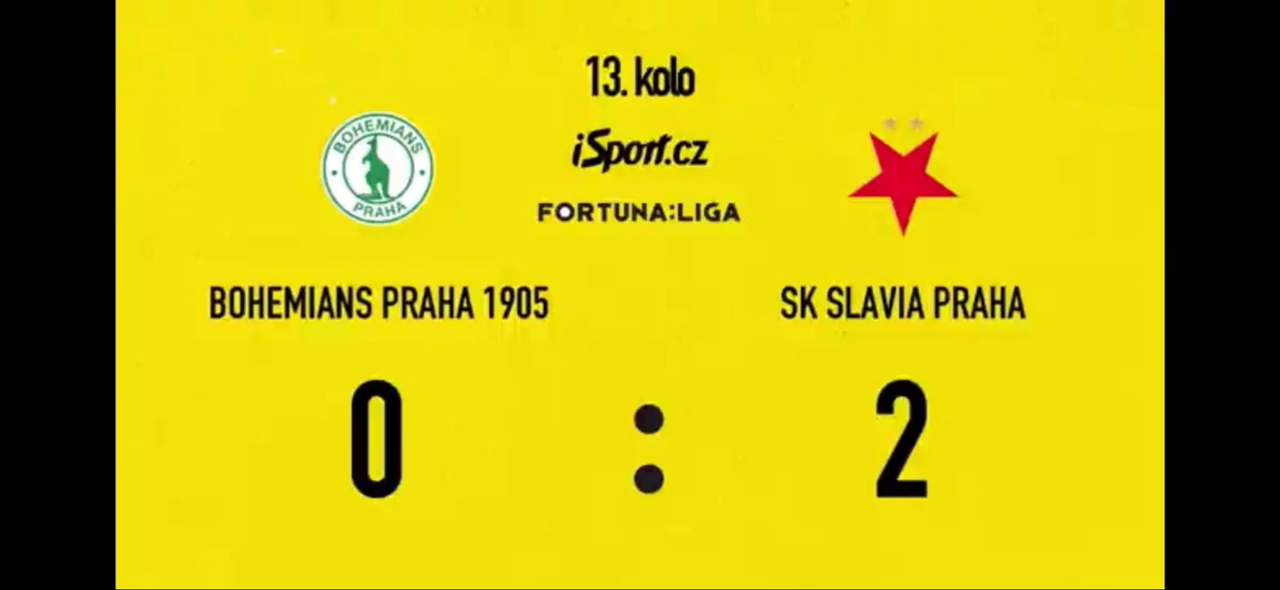 13. kolo
BOHEMIANS
PRAHA
iSport.cz
FORTUNA:LIGA
BOHEMIANS PRAHA 1905
SK SLAVIA PRAHA
0 : 2